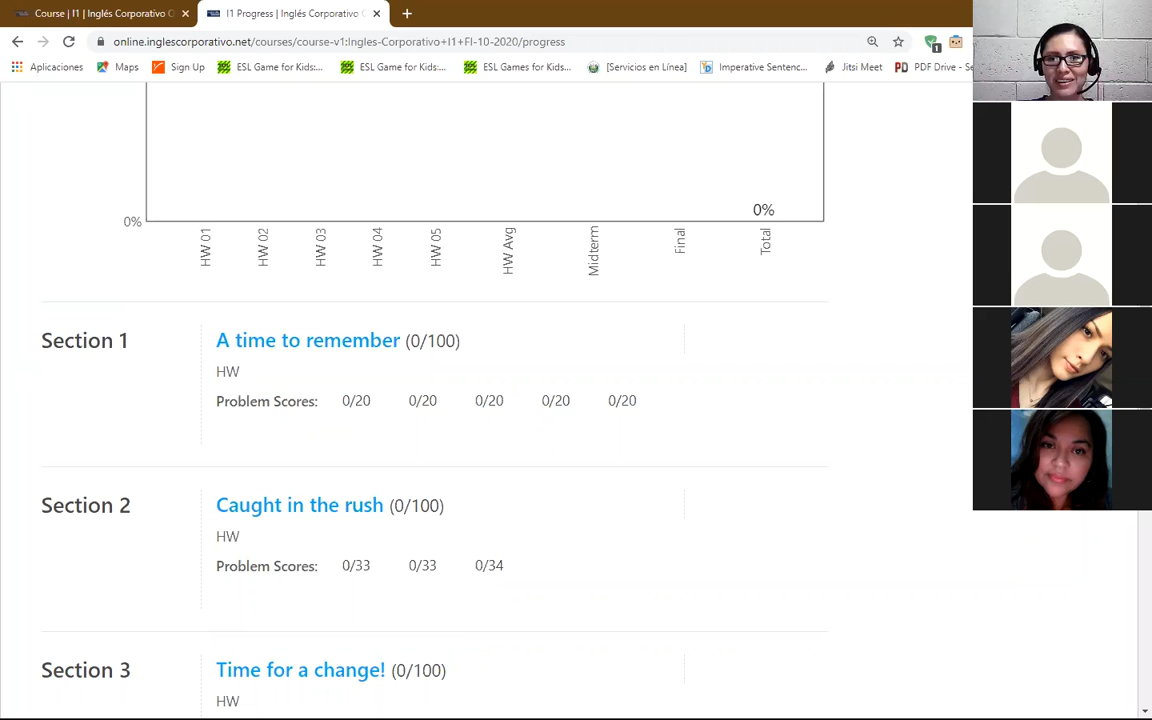 Course | I1 | Inglés Corporativo C
I1 Progress | Inglés Corporativo C
online.inglescorporativo.net/courses/course-v1:Ingles-Corporativo+I1+FI-10-2020/progress
1
Aplicaciones Maps Sign Up ESL Game for Kids:... ESL Game for Kids:... ESL Games for Kids:... [Servicios en Línea] Imperative Sentenc... Jitsi Meet PDF Drive - Se
0%
0%
HW 01
HW 02
HW 03
HW 04
HW 05
HW Avg
Midterm
Final
Total
Section 1
A time to remember (0/100)
HW
Problem Scores: 0/20 0/20 0/20 0/20 0/20
Section 2
Caught in the rush (0/100)
HW
Problem Scores: 0/33 0/33 0/34
Section 3
Time for a change! (0/100)
HW